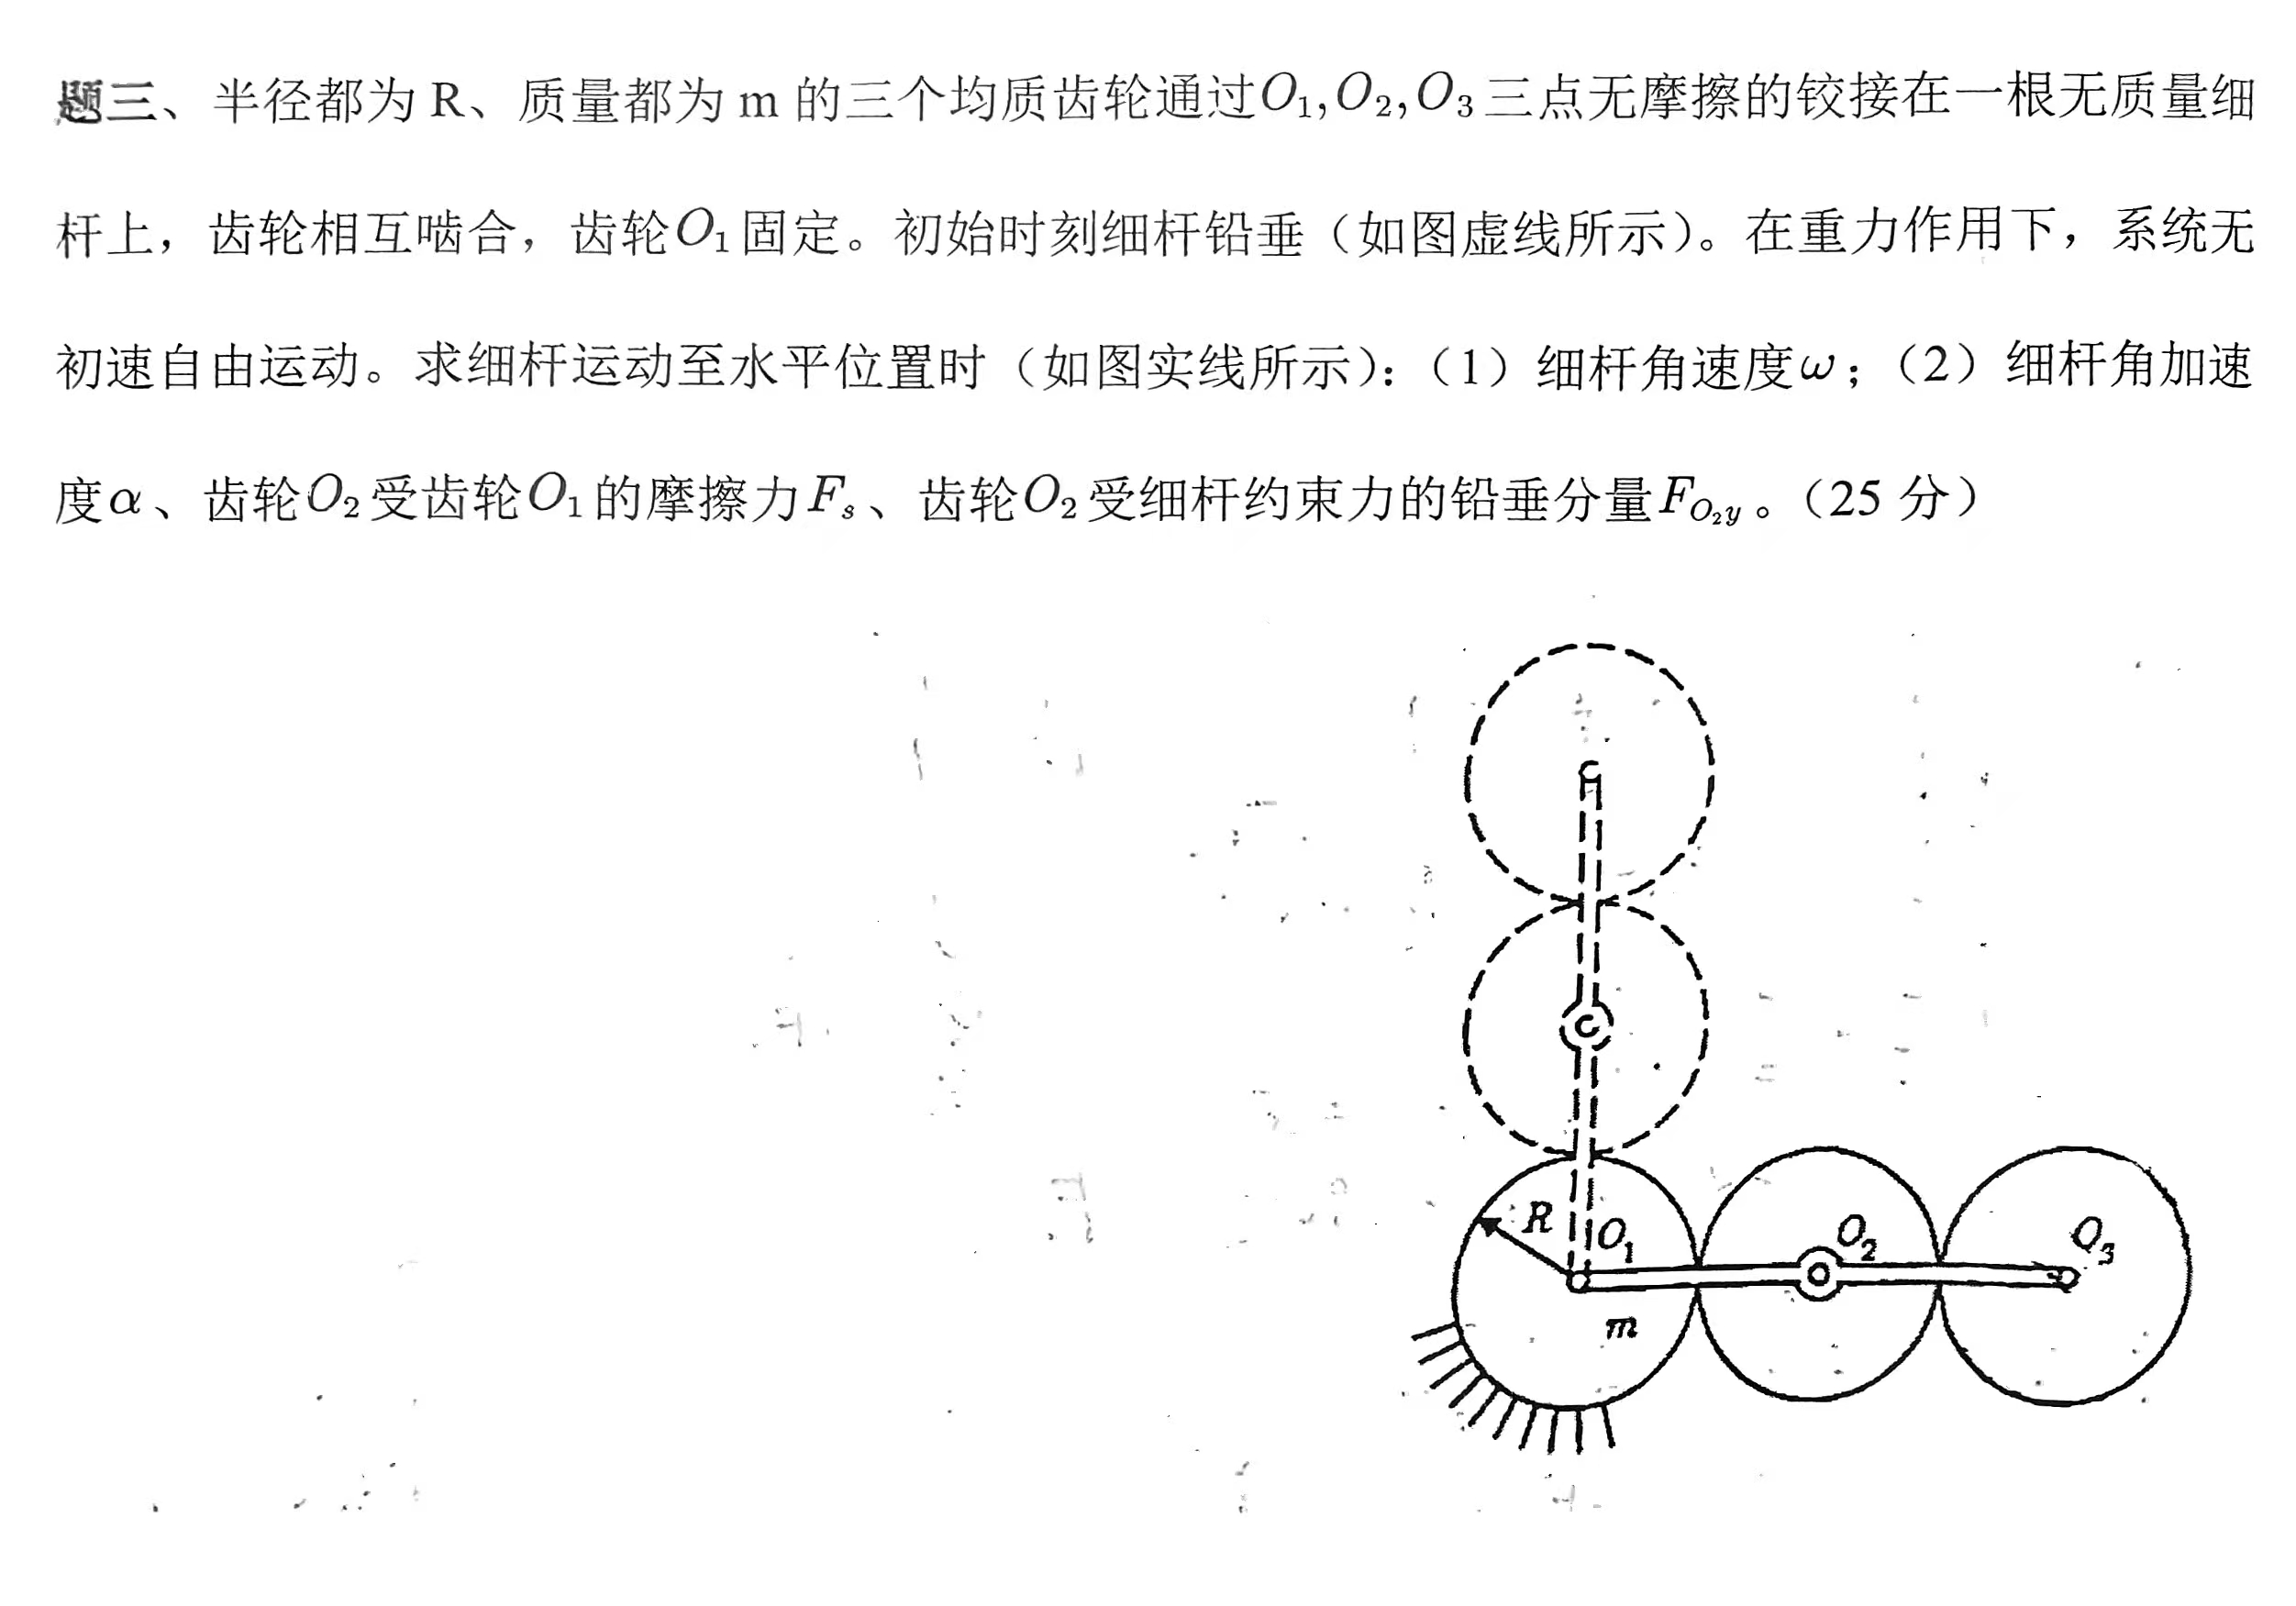 题三、半径都为 R、质量都为 m 的三个均质齿轮通过O₁,O₂,O₃三点无摩擦的铰接在一根无质量细
杆上，齿轮相互啮合，齿轮O₁固定。初始时刻细杆铅垂（如图虚线所示）。在重力作用下，系统无
初速自由运动。求细杆运动至水平位置时（如图实线所示）：（1）细杆角速度ω；（2）细杆角加速
度α、齿轮O₂受齿轮O₁的摩擦力Fₛ、齿轮O₂受细杆约束力的铅垂分量F_{O₂y}。（25 分）
R
O₁
O₂
O₃
m